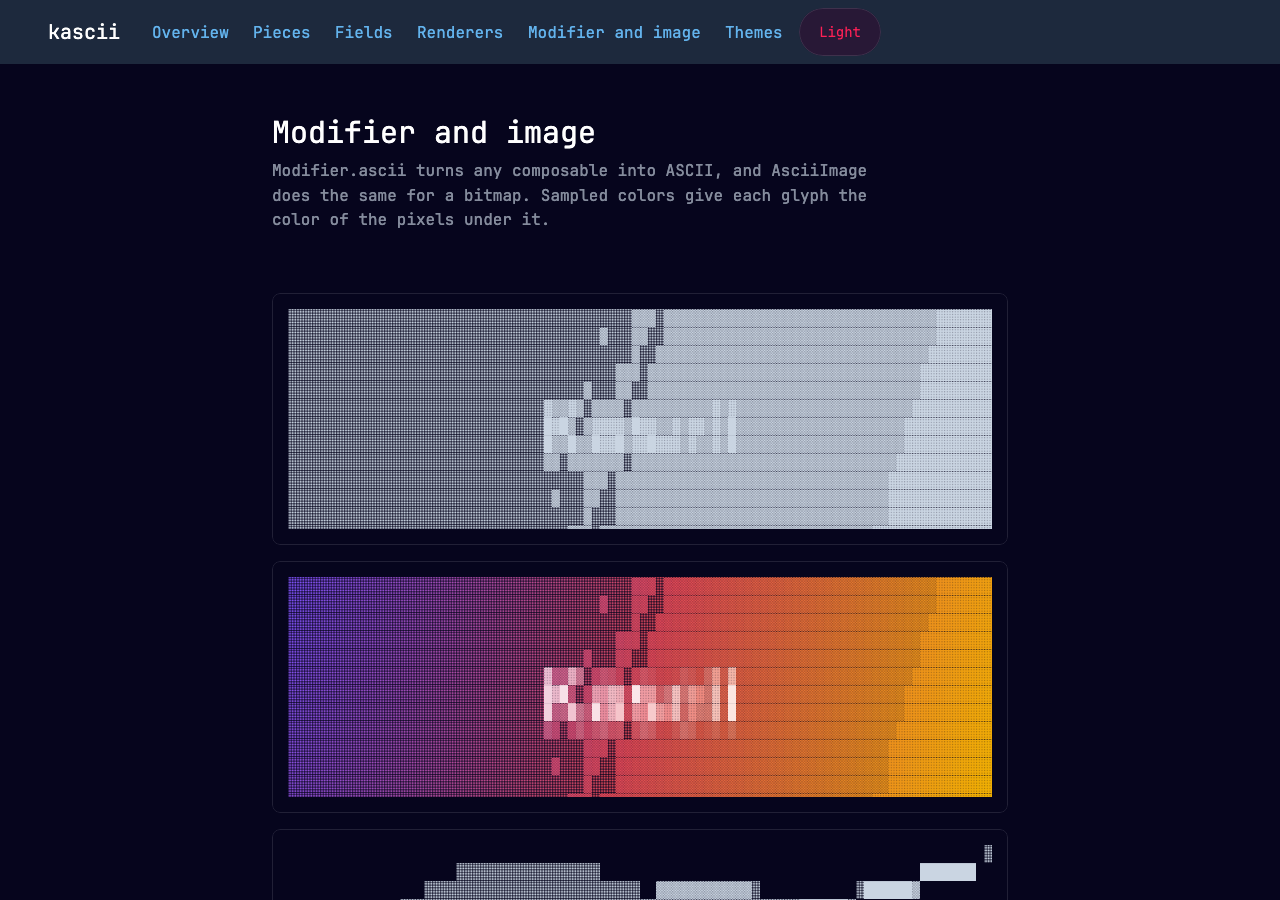 kascii Overview Pieces Fields Renderers Modifier and image Themes Light
Modifier and image
Modifier.ascii turns any composable into ASCII, and AsciiImage
does the same for a bitmap. Sampled colors give each glyph the
color of the pixels under it.